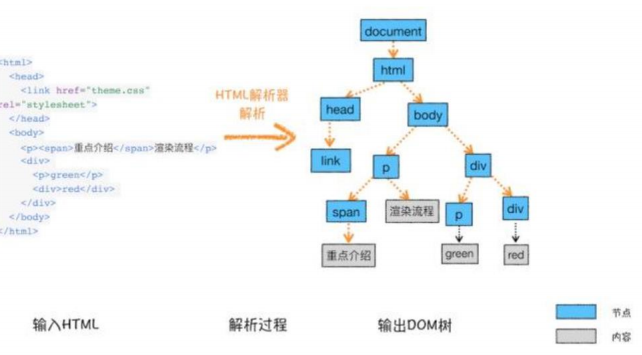 <html>
<head>
<link href="theme.css"
rel="stylesheet">
</head>
<body>
<p><span>重点介绍</span>渲染流程</p>
<div>
<p>green</p>
<div>red</div>
</div>
</body>
</html>
HTML解析器
解析
document
html
head
body
link
p
div
span
渲染流程
p
div
重点介绍
green
red
输入HTML
解析过程
输出DOM树
节点
内容